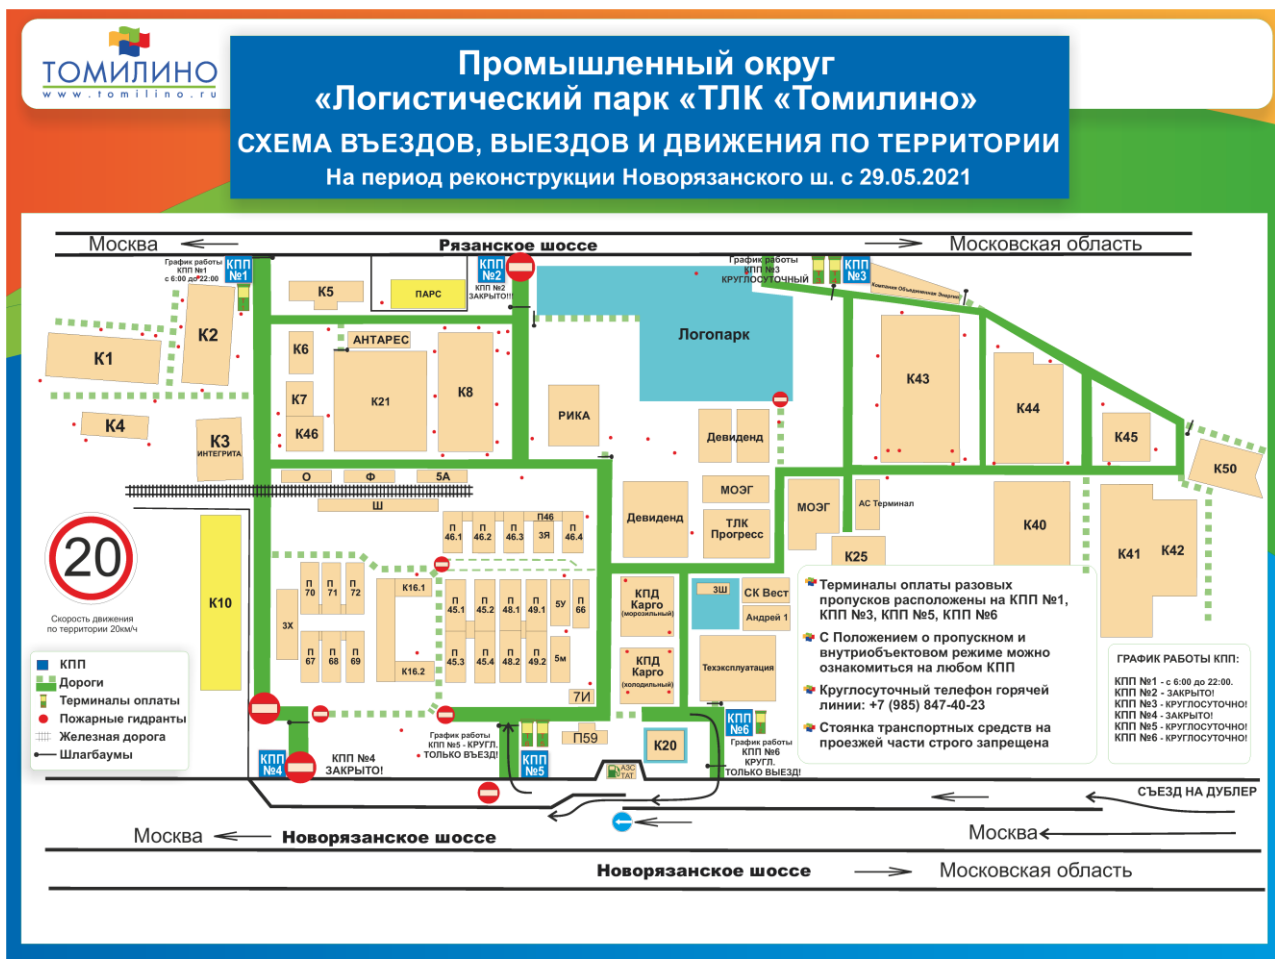 ТОМИЛИНО
www.tomilino.ru
Промышленный округ
«Логистический парк «ТЛК «Томилино»
СХЕМА ВЪЕЗДОВ, ВЫЕЗДОВ И ДВИЖЕНИЯ ПО ТЕРРИТОРИИ
На период реконструкции Новорязанского ш. с 29.05.2021
Москва
Рязанское шоссе
Московская область
График работы
КПП №1
с 6:00 до 22:00
КПП
№1
К5
ПАРС
КПП
№2
КПП №2
ЗАКРЫТО!!!
График работы
КПП №3
КРУГЛОСУТОЧНЫЙ
КПП
№3
Компания Объединенная Энергия
К1
К2
К6
АНТАРЕС
К21
К8
Логопарк
К43
К44
К45
К50
К7
К46
РИКА
К4
К3
ИНТЕГРИТА
Девиденд
О
Ф
5А
Ш
Девиденд
МОЭГ
ТЛК
Прогресс
МОЭГ
АС Терминал
К25
К40
К41
К42
20
Скорость движения
по территории 20км/ч
К10
П
46.1
П
46.2
П
46.3
П46
3Я
П
46.4
3Х
П
70
П
71
П
72
П
67
П
68
П
69
К16.1
К16.2
П
45.1
П
45.2
П
48.1
П
49.1
5У
П
66
П
45.3
П
45.4
П
48.2
П
49.2
5м
7И
П59
КПД
Карго
(морозильный)
КПД
Карго
(холодильный)
3Ш
СК Вест
Андрей 1
Техэксплуатация
К20
АЗС
ТАТ
КПП
Дороги
Терминалы оплаты
Пожарные гидранты
Железная дорога
Шлагбаумы
КПП
№4
КПП №4
ЗАКРЫТО!
График работы
КПП №5 - КРУГЛ.
ТОЛЬКО ВЪЕЗД!
КПП
№5
КПП
№6
График работы
КПП №6
КРУГЛ.
ТОЛЬКО ВЫЕЗД!
Терминалы оплаты разовых
пропусков расположены на КПП №1,
КПП №3, КПП №5, КПП №6
С Положением о пропускном и
внутриобъектовом режиме можно
ознакомиться на любом КПП
Круглосуточный телефон горячей
линии: +7 (985) 847-40-23
Стоянка транспортных средств на
проезжей части строго запрещена
ГРАФИК РАБОТЫ КПП:
КПП №1 - с 6:00 до 22:00.
КПП №2 - ЗАКРЫТО!
КПП №3 - КРУГЛОСУТОЧНО!
КПП №4 - ЗАКРЫТО!
КПП №5 - КРУГЛОСУТОЧНО!
КПП №6 - КРУГЛОСУТОЧНО!
СЪЕЗД НА ДУБЛЕР
Москва
Новорязанское шоссе
Москва
Новорязанское шоссе
Московская область